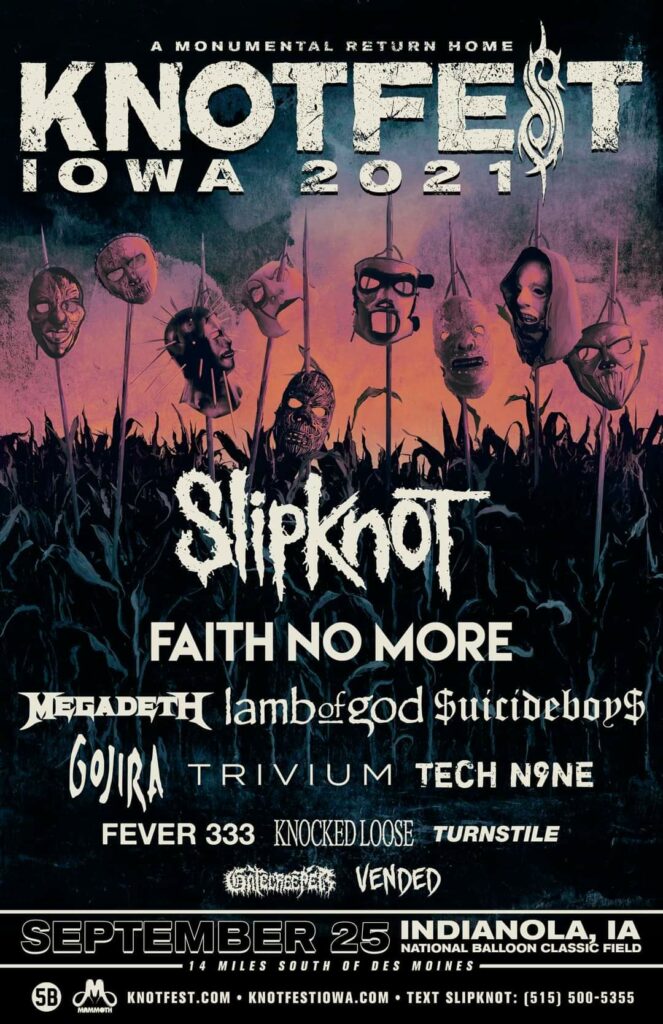 A MONUMENTAL RETURN HOME
KNOTFEST
IOWA 2021
SLIPKNOT
FAITH NO MORE
MEGADETH lamb of god $uicideboy$
GOJIRA TRIVIUM TECH N9NE
FEVER 333 KNOCKED LOOSE TURNSTILE
GATECREEPER VENDED
SEPTEMBER 25 INDIANOLA, IA
NATIONAL BALLOON CLASSIC FIELD
14 MILES SOUTH OF DES MOINES
5B MAMMOTH KNOTFEST.COM • KNOTFESTIOWA.COM • TEXT SLIPKNOT: (515) 500-5355